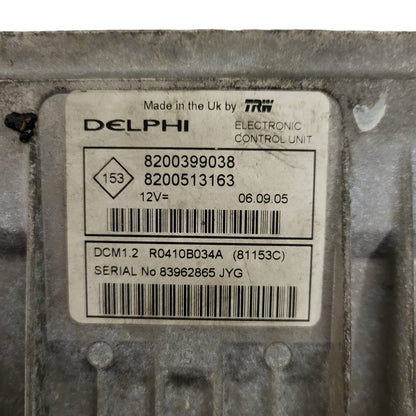 Made in the Uk by TRW
DELPHI ELECTRONIC
CONTROL UNIT
8200399038
153 8200513163
12V= 06.09.05
DCM1.2 R0410B034A (81153C)
SERIAL No 83962865 JYG